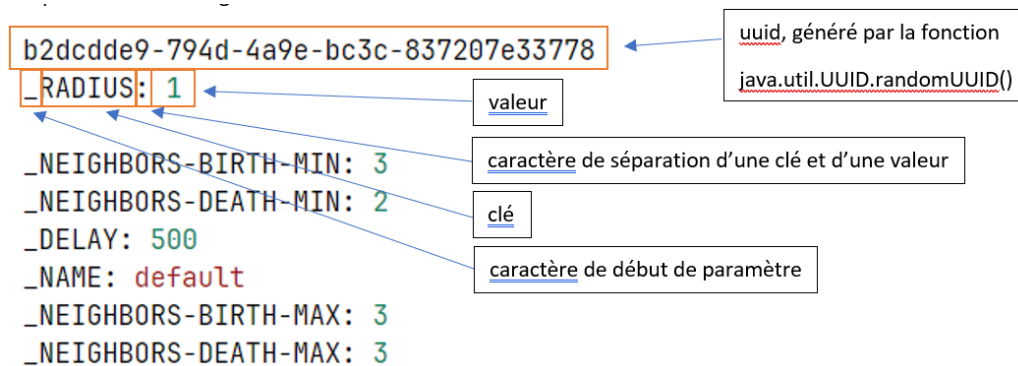 b2dcdde9-794d-4a9e-bc3c-837207e33778
_RADIUS: 1
_NEIGHBORS-BIRTH-MIN: 3
_NEIGHBORS-DEATH-MIN: 2
_DELAY: 500
_NAME: default
_NEIGHBORS-BIRTH-MAX: 3
_NEIGHBORS-DEATH-MAX: 3
uuid, généré par la fonction
java.util.UUID.randomUUID()
valeur
caractère de séparation d’une clé et d’une valeur
clé
caractère de début de paramètre